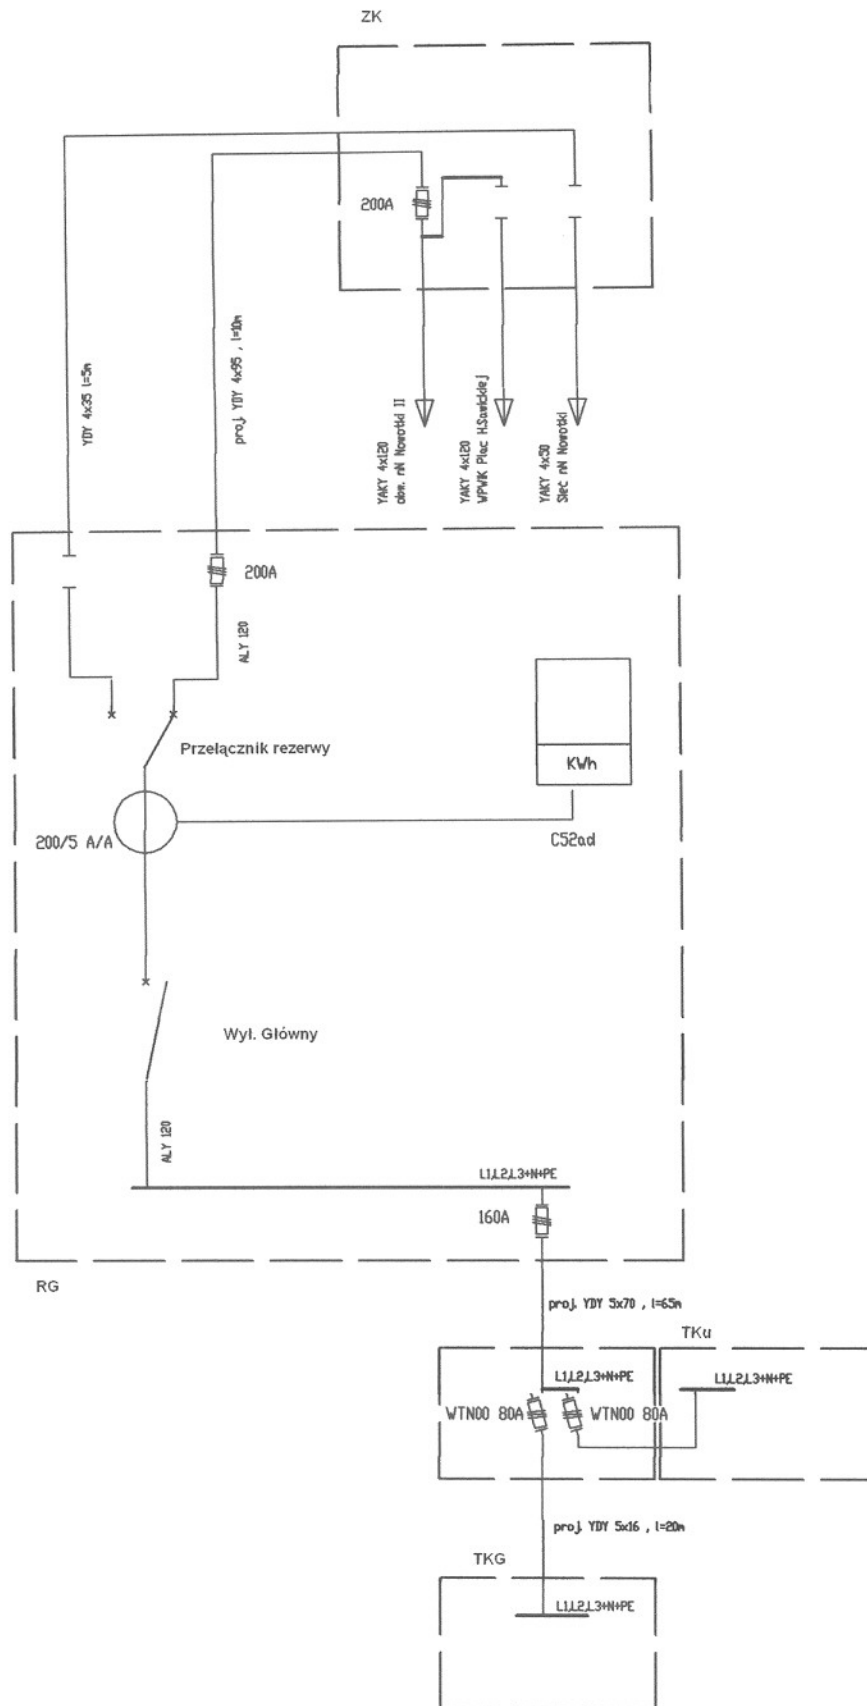 ZK
200A
YDY 4x35 l=5m
proj. YDY 4x95 , l=10m
YAKY 4x120
obw. nN Nowotki II
YAKY 4x120
WPWiK Plac H.Sawickiej
YAKY 4x50
Siec nN Nowotki
200A
ALY 120
Przełącznik rezerwy
KWh
200/5 A/A
C52ad
Wył. Główny
ALY 120
L1,L2,L3+N+PE
160A
RG
proj. YDY 5x70 , l=65m
TKu
L1,L2,L3+N+PE
L1,L2,L3+N+PE
WTN00 80A
WTN00 80A
proj. YDY 5x16 , l=20m
TKG
L1,L2,L3+N+PE